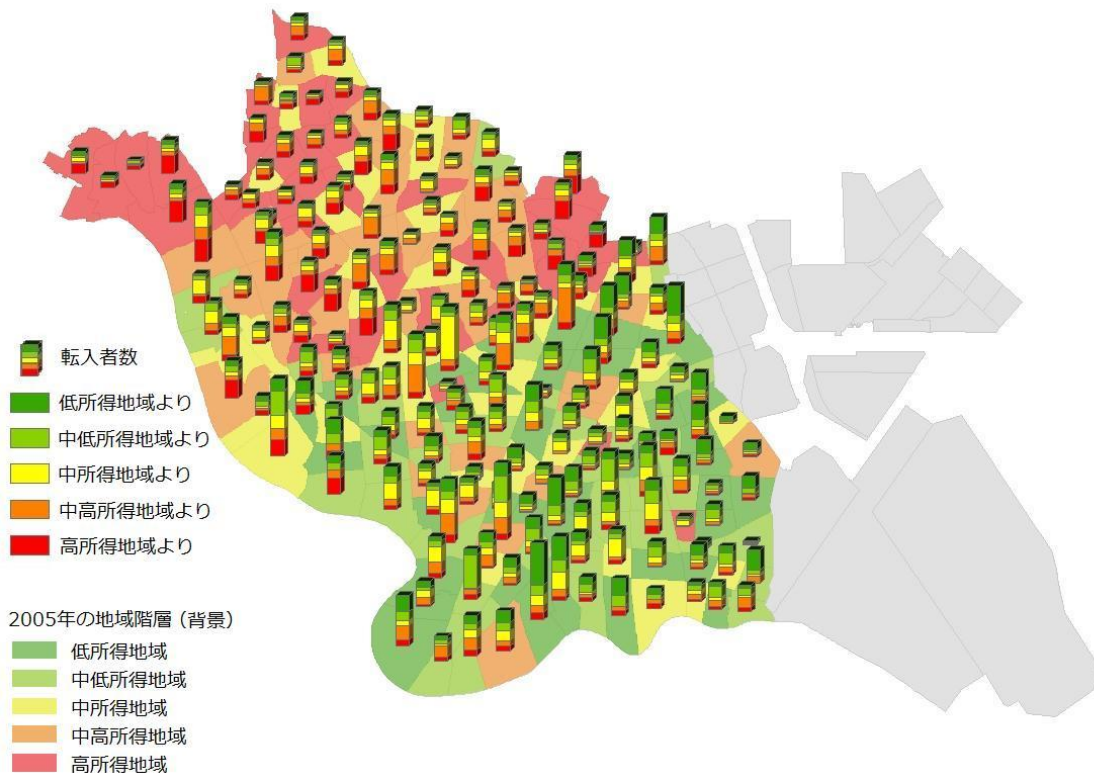 転入者数
低所得地域より
中低所得地域より
中所得地域より
中高所得地域より
高所得地域より
2005年の地域階層（背景）
低所得地域
中低所得地域
中所得地域
中高所得地域
高所得地域